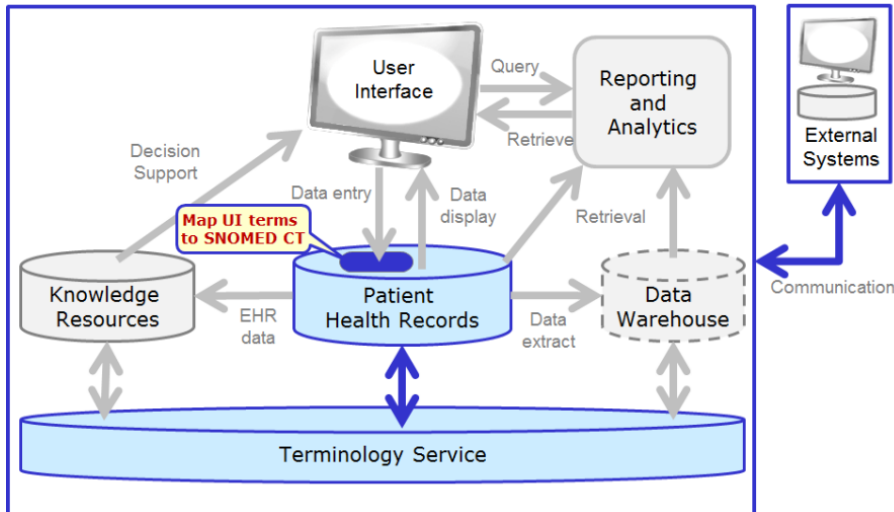 User
Interface
Query
Retrieve
Reporting
and
Analytics
External
Systems
Decision
Support
Data entry
Data
display
Retrieval
Map UI terms
to SNOMED CT
Knowledge
Resources
EHR
data
Patient
Health Records
Data
extract
Data
Warehouse
Communication
Terminology Service